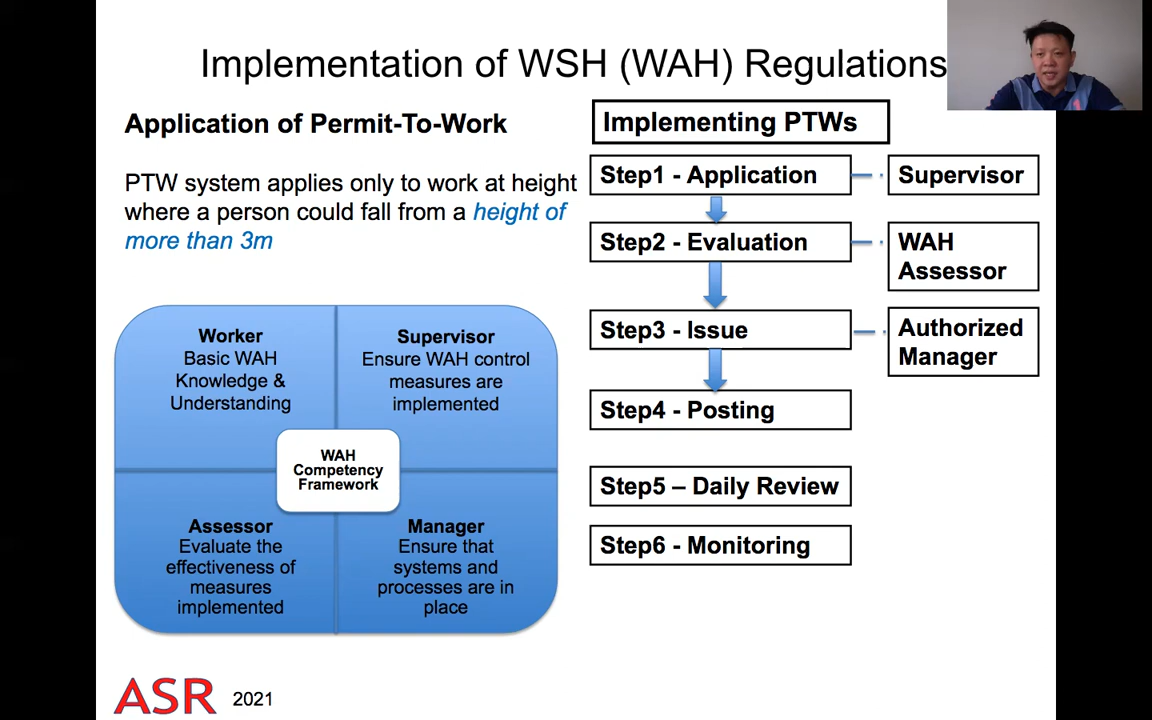 Implementation of WSH (WAH) Regulations
Application of Permit-To-Work
PTW system applies only to work at height
where a person could fall from a height of
more than 3m
Worker
Basic WAH
Knowledge &
Understanding
Supervisor
Ensure WAH control
measures are
implemented
WAH
Competency
Framework
Assessor
Evaluate the
effectiveness of
measures
implemented
Manager
Ensure that
systems and
processes are in
place
Implementing PTWs
Step1 - Application
Supervisor
Step2 - Evaluation
WAH
Assessor
Step3 - Issue
Authorized
Manager
Step4 - Posting
Step5 – Daily Review
Step6 - Monitoring
ASR 2021